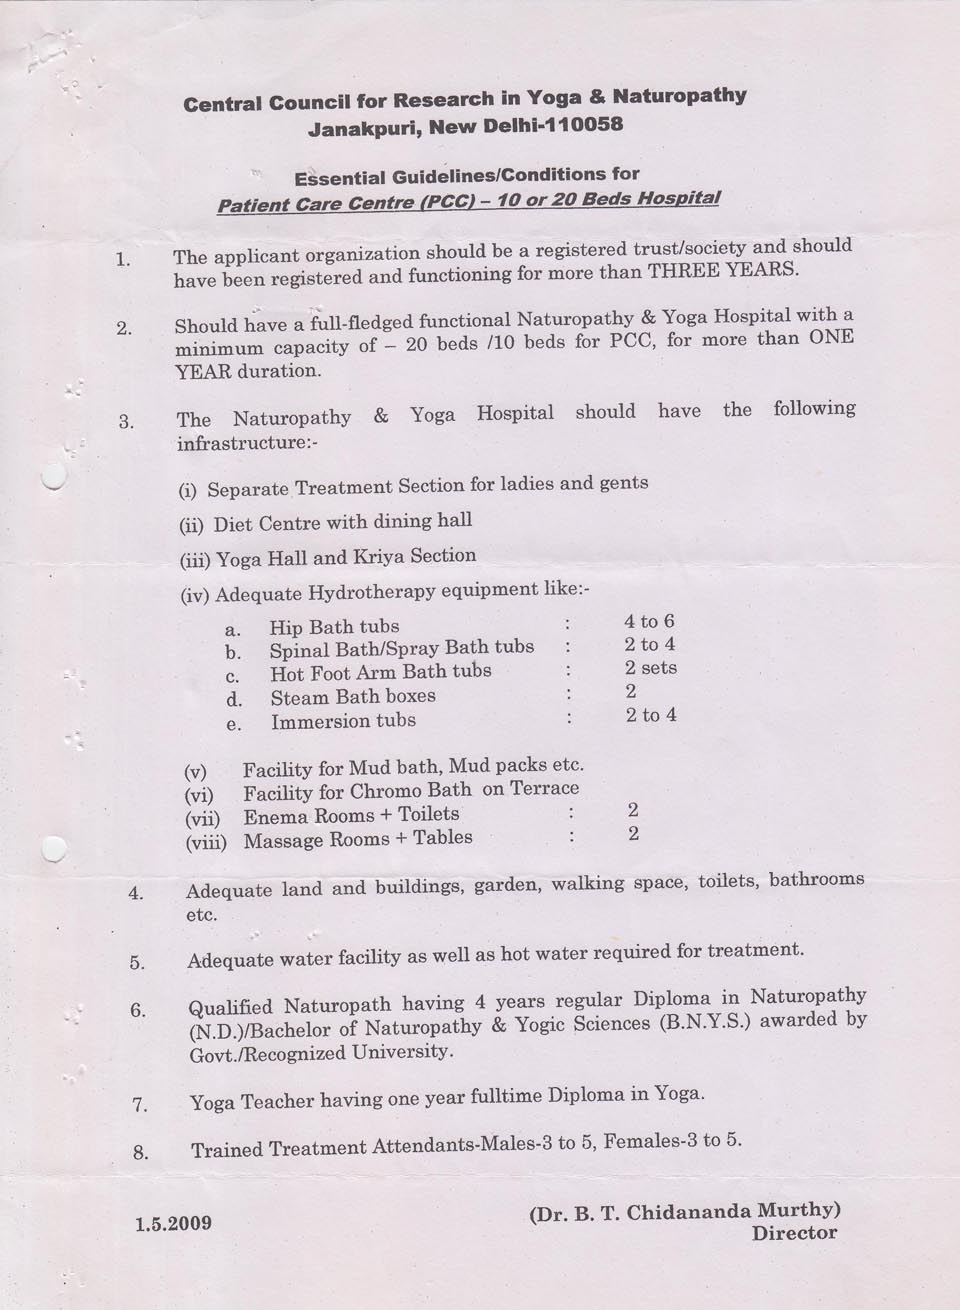 Central Council for Research in Yoga & Naturopathy
Janakpuri, New Delhi-110058
Essential Guidelines/Conditions for
Patient Care Centre (PCC) – 10 or 20 Beds Hospital
1. The applicant organization should be a registered trust/society and should
have been registered and functioning for more than THREE YEARS.
2. Should have a full-fledged functional Naturopathy & Yoga Hospital with a
minimum capacity of – 20 beds /10 beds for PCC, for more than ONE
YEAR duration.
3. The Naturopathy & Yoga Hospital should have the following
infrastructure:-
(i) Separate Treatment Section for ladies and gents
(ii) Diet Centre with dining hall
(iii) Yoga Hall and Kriya Section
(iv) Adequate Hydrotherapy equipment like:-
a. Hip Bath tubs : 4 to 6
b. Spinal Bath/Spray Bath tubs : 2 to 4
c. Hot Foot Arm Bath tubs : 2 sets
d. Steam Bath boxes : 2
e. Immersion tubs : 2 to 4
(v) Facility for Mud bath, Mud packs etc.
(vi) Facility for Chromo Bath on Terrace
(vii) Enema Rooms + Toilets : 2
(viii) Massage Rooms + Tables : 2
4. Adequate land and buildings, garden, walking space, toilets, bathrooms
etc.
5. Adequate water facility as well as hot water required for treatment.
6. Qualified Naturopath having 4 years regular Diploma in Naturopathy
(N.D.)/Bachelor of Naturopathy & Yogic Sciences (B.N.Y.S.) awarded by
Govt./Recognized University.
7. Yoga Teacher having one year fulltime Diploma in Yoga.
8. Trained Treatment Attendants-Males-3 to 5, Females-3 to 5.
1.5.2009 (Dr. B. T. Chidananda Murthy)
Director